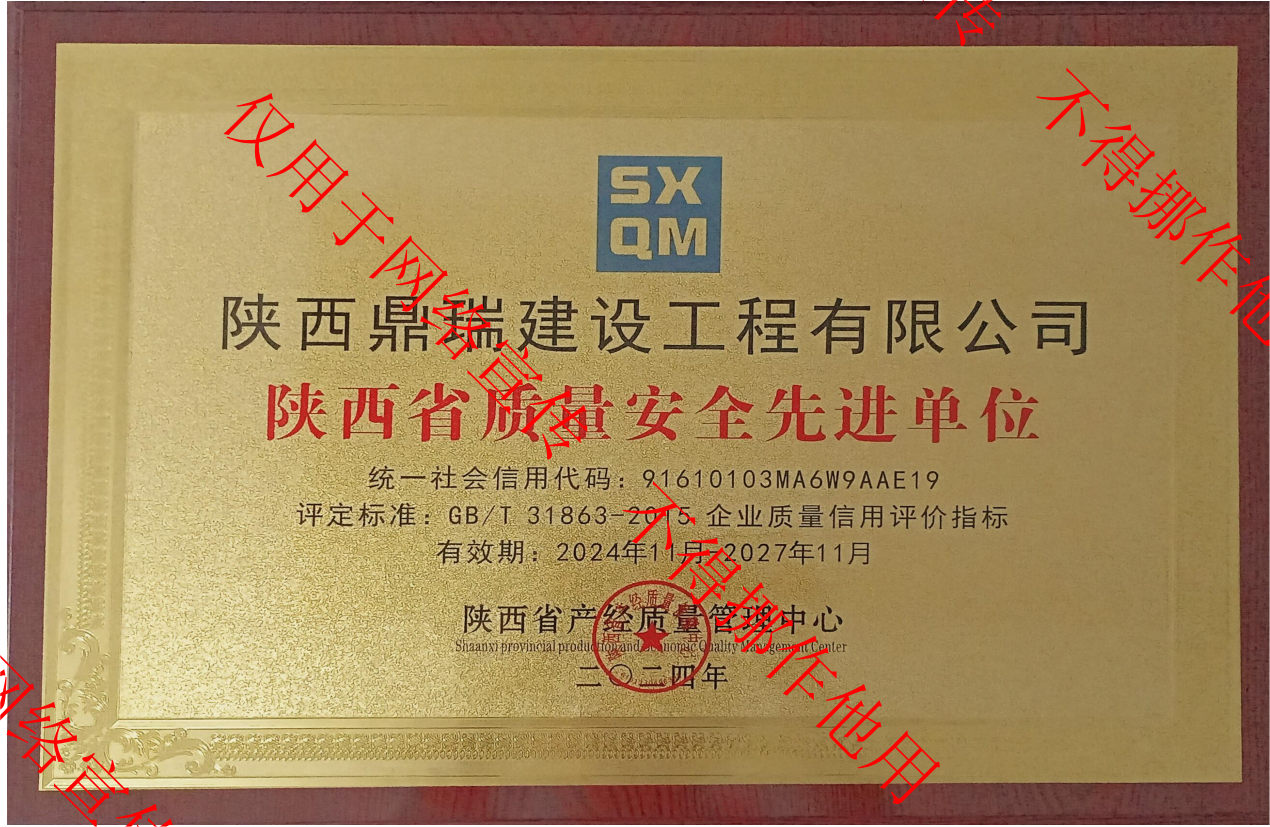 SX
QM
陕西鼎瑞建设工程有限公司
陕西省质量安全先进单位
统一社会信用代码：91610103MA6W9AAE19
评定标准：GB/T 31863-2015 企业质量信用评价指标
有效期：2024年11月-2027年11月
陕西省产经质量管理中心
Shaanxi provincial production and Economic Quality Management Center
二〇二四年
仅用于网络宣传
不得挪作他用
不得挪作他
传
网络宣传